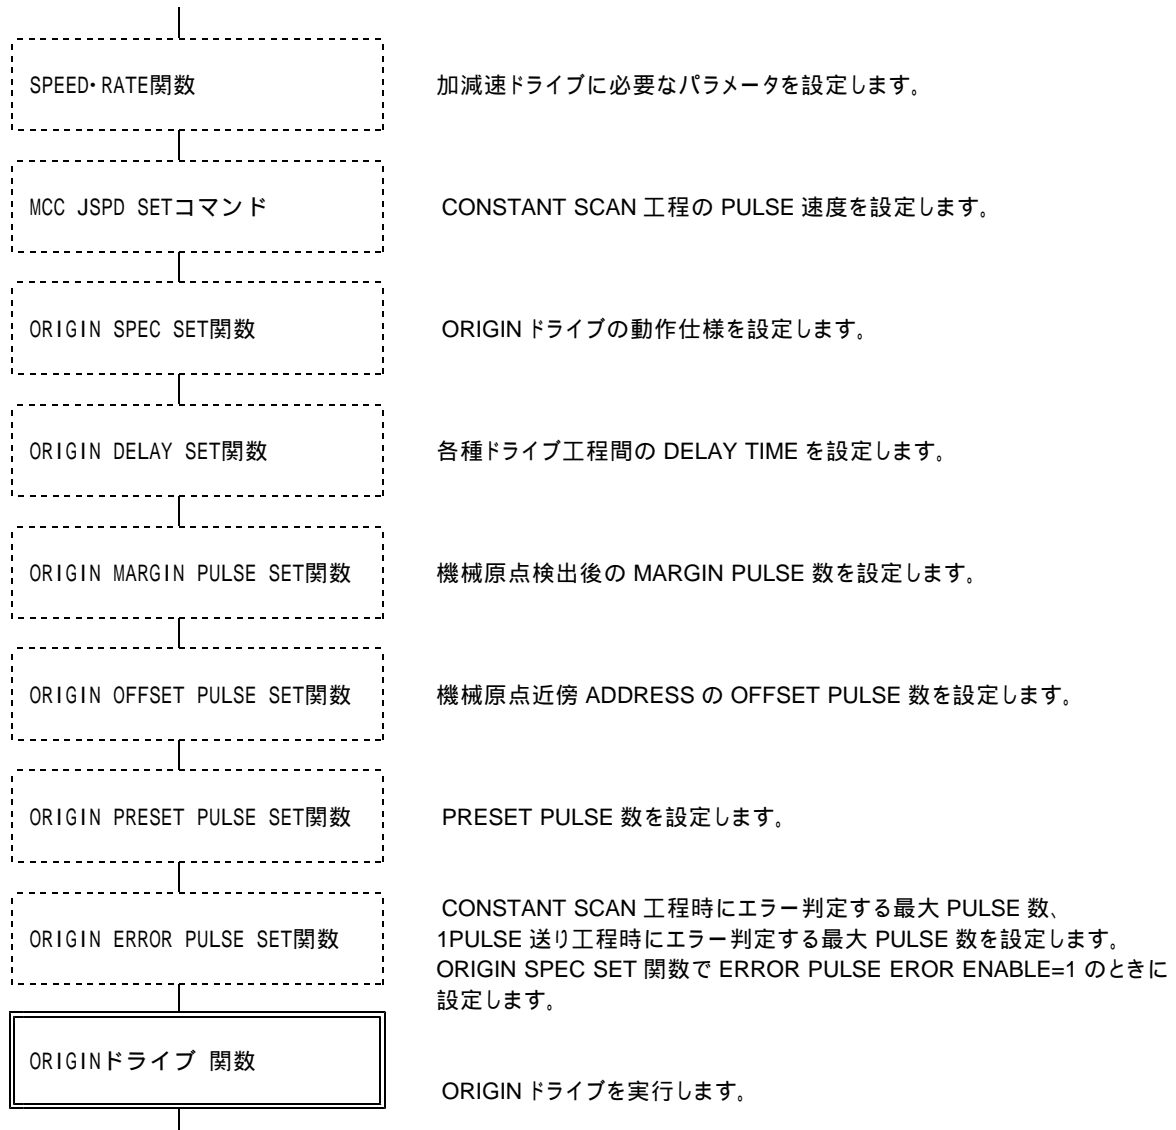 SPEED・RATE関数
加減速ドライブに必要なパラメータを設定します。
MCC JSPD SETコマンド
CONSTANT SCAN 工程の PULSE 速度を設定します。
ORIGIN SPEC SET関数
ORIGIN ドライブの動作仕様を設定します。
ORIGIN DELAY SET関数
各種ドライブ工程間の DELAY TIME を設定します。
ORIGIN MARGIN PULSE SET関数
機械原点検出後の MARGIN PULSE 数を設定します。
ORIGIN OFFSET PULSE SET関数
機械原点近傍 ADDRESS の OFFSET PULSE 数を設定します。
ORIGIN PRESET PULSE SET関数
PRESET PULSE 数を設定します。
ORIGIN ERROR PULSE SET関数
CONSTANT SCAN 工程時にエラー判定する最大 PULSE 数、
1PULSE 送り工程時にエラー判定する最大 PULSE 数を設定します。
ORIGIN SPEC SET 関数で ERROR PULSE EROR ENABLE=1 のときに
設定します。
ORIGINドライブ 関数
ORIGIN ドライブを実行します。